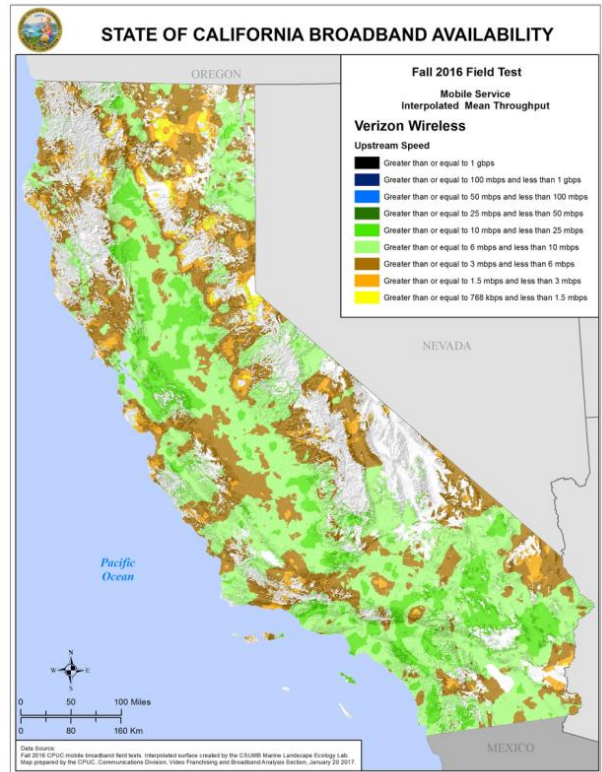 STATE OF CALIFORNIA BROADBAND AVAILABILITY
OREGON
Fall 2016 Field Test
Mobile Service
Interpolated Mean Throughput
Verizon Wireless
Upstream Speed
Greater than or equal to 1 gbps
Greater than or equal to 100 mbps and less than 1 gbps
Greater than or equal to 50 mbps and less than 100 mbps
Greater than or equal to 25 mbps and less than 50 mbps
Greater than or equal to 10 mbps and less than 25 mbps
Greater than or equal to 6 mbps and less than 10 mbps
Greater than or equal to 3 mbps and less than 6 mbps
Greater than or equal to 1.5 mbps and less than 3 mbps
Greater than or equal to 768 kbps and less than 1.5 mbps
NEVADA
Pacific
Ocean
N
W E
S
0 50 100 Miles
0 80 160 Km
MEXICO
Data Source:
Fall 2016 CPUC mobile broadband field tests. Interpolated surface created by the CSUMB Marine Landscape Ecology Lab.
Map prepared by the CPUC, Communications Division, Video Franchising and Broadband Analysis Section, January 20 2017.